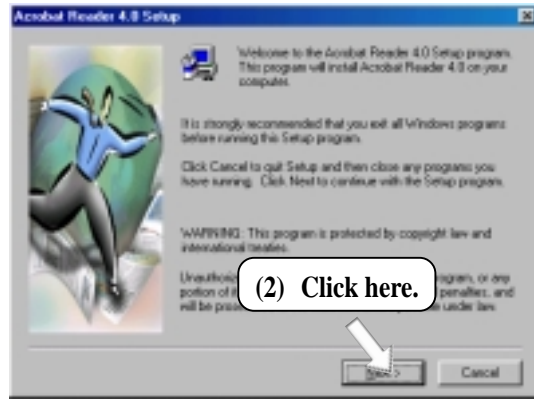 Acrobat Reader 4.0 Setup
Welcome to the Acrobat Reader 4.0 Setup program.
This program will install Acrobat Reader 4.0 on your
computer.
It is strongly recommended that you exit all Windows programs
before running this Setup program.
Click Cancel to quit Setup and then close any programs you
have running. Click Next to continue with the Setup program.
WARNING: This program is protected by copyright law and
international treaties.
Unauthoriz rogram, or any
portion of i penalties, and
will be prose under law.
(2) Click here.
Next >
Cancel